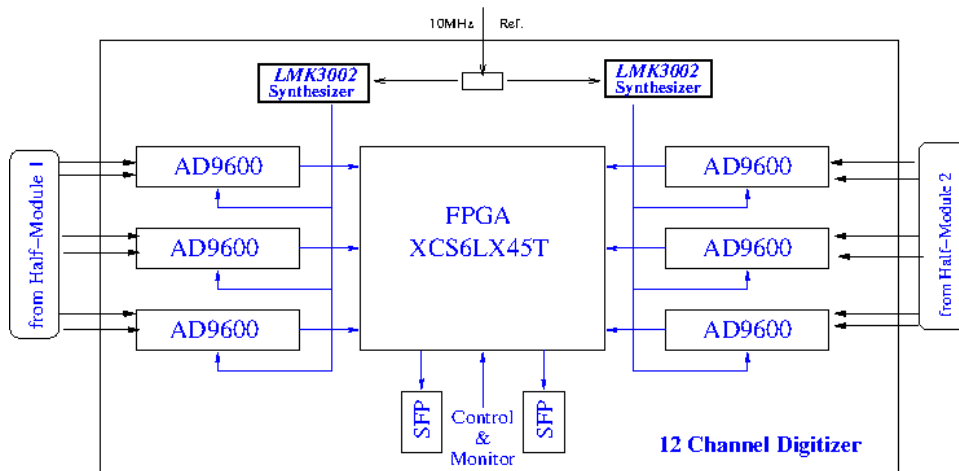 10MHz Ref.
LMK3002
Synthesizer
LMK3002
Synthesizer
from Half-Module 1
AD9600
AD9600
AD9600
FPGA
XCS6LX45T
AD9600
AD9600
AD9600
from Half-Module 2
SFP
Control
&
Monitor
SFP
12 Channel Digitizer